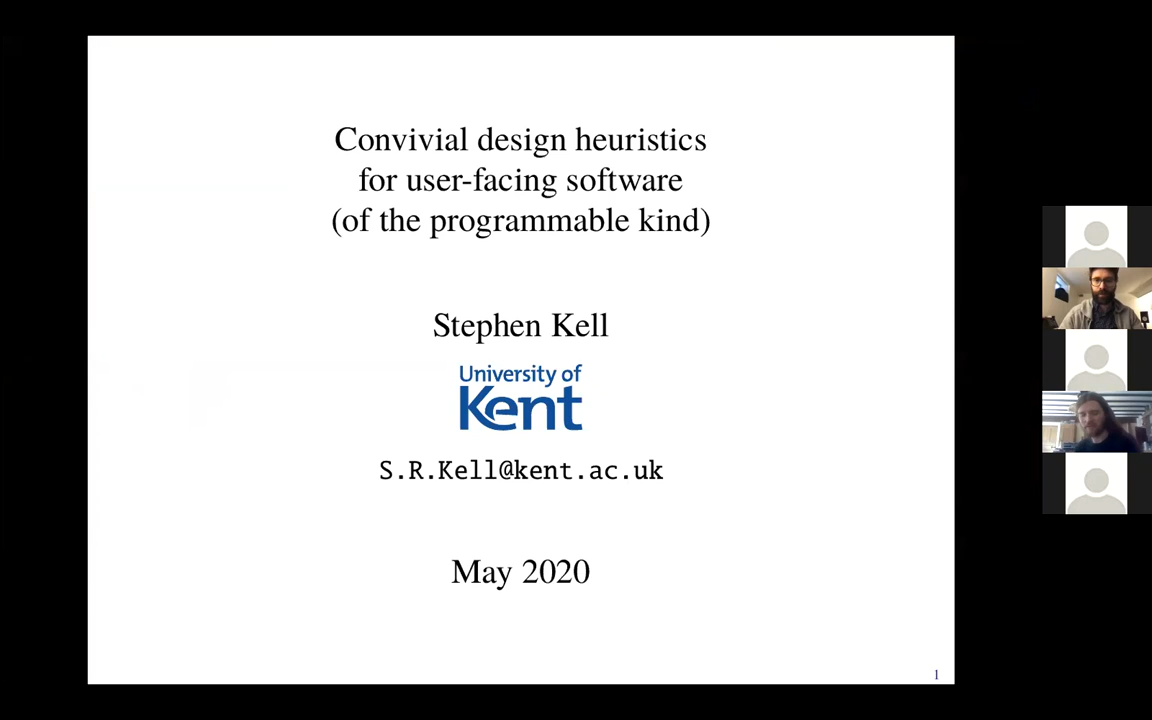 Convivial design heuristics
for user-facing software
(of the programmable kind)
Stephen Kell
University of
Kent
S.R.Kell@kent.ac.uk
May 2020
1